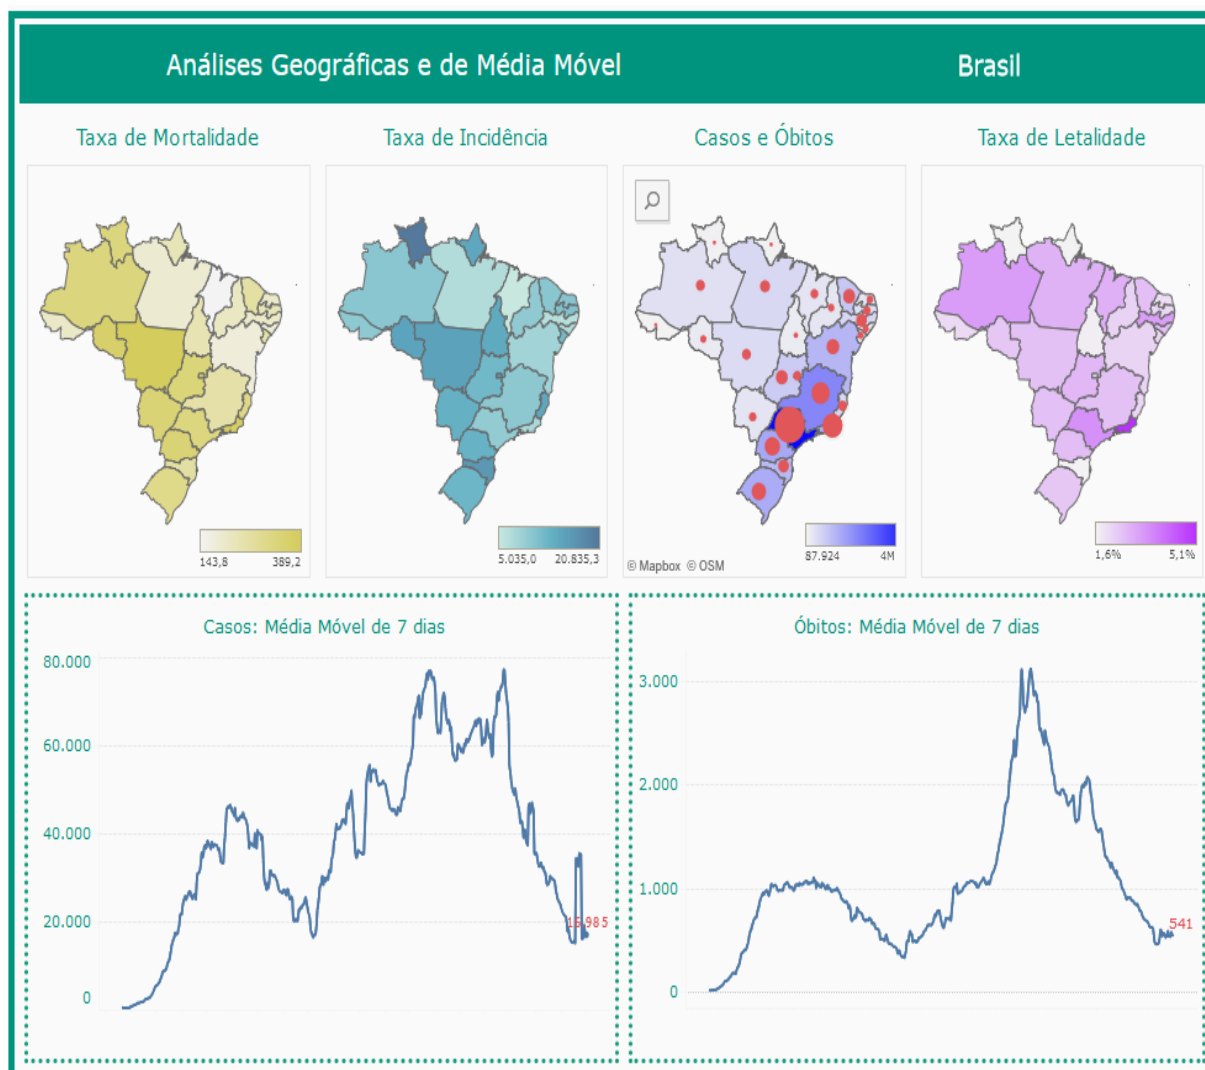 Análises Geográficas e de Média Móvel
Brasil
Taxa de Mortalidade
Taxa de Incidência
Casos e Óbitos
Taxa de Letalidade
143,8 389,2
5.035,0 20.835,3
87.924 4M
1,6% 5,1%
© Mapbox © OSM
Casos: Média Móvel de 7 dias
80.000
60.000
40.000
20.000
0
16.985
Óbitos: Média Móvel de 7 dias
3.000
2.000
1.000
0
541